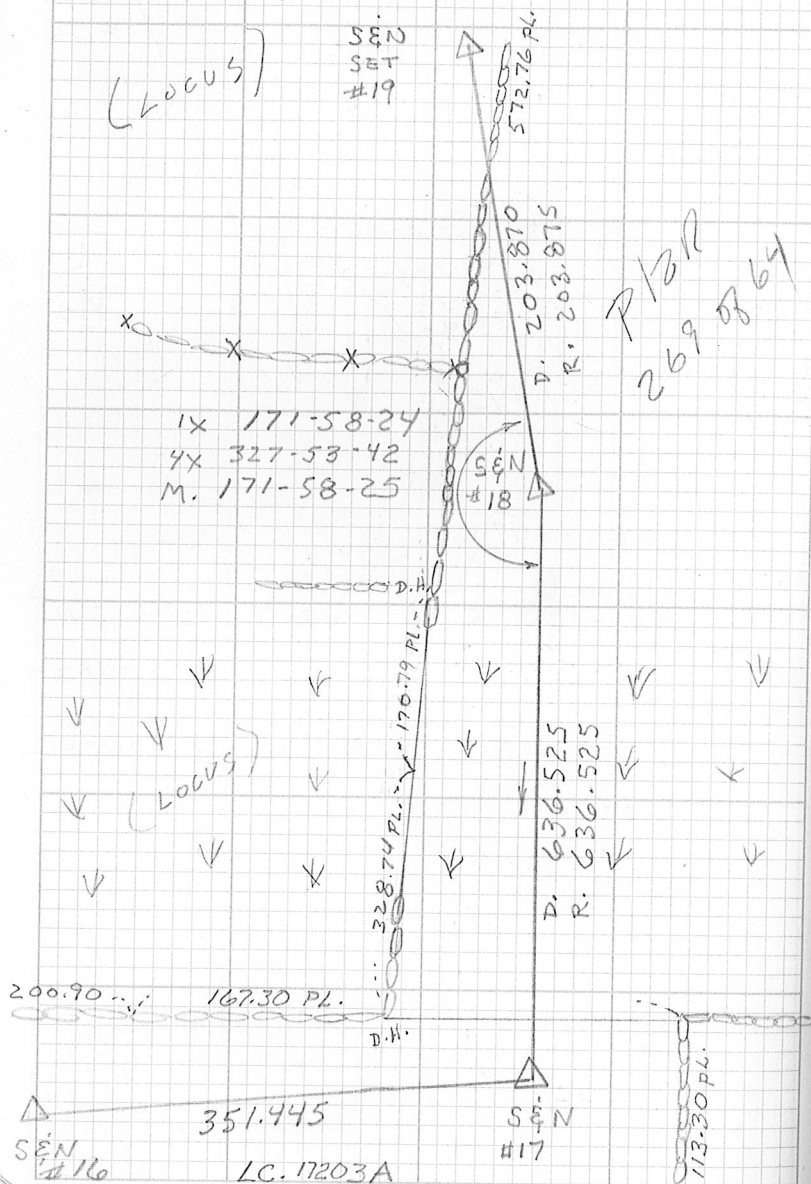 (LOCUS)
S&N
SET
#19
572.76 PL.
D. 203.870
R. 203.875
269 of 64
1X 171-58-24
4X 327-53-42
M. 171-58-25
S&N
#18
D.H.
170.79 PL.
(LOCUS)
328.74 PL.
D. 636.525
R. 636.525
200.90
167.30 PL.
D.H.
113.30 PL.
351.445
S&N
#16
S&N
#17
LC. 17203A